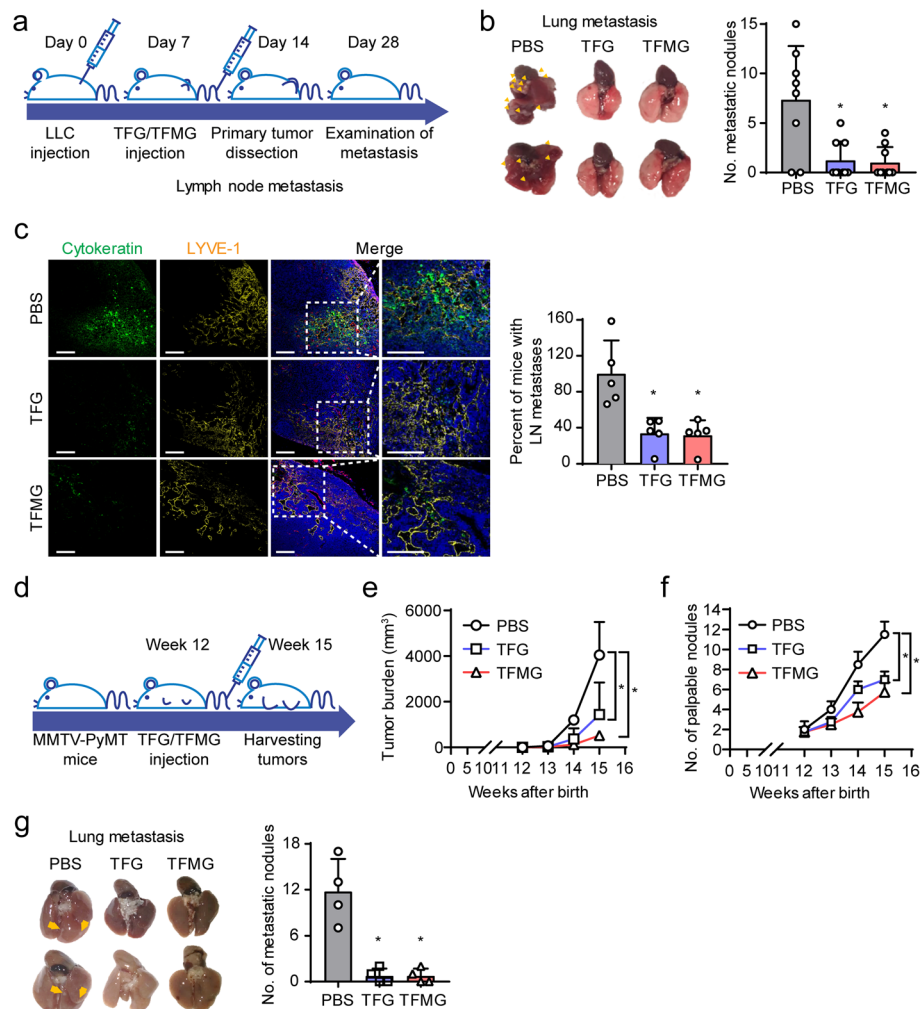 a
Day 0
Day 7
Day 14
Day 28
LLC
injection
TFG/TFMG
injection
Primary tumor
dissection
Examination of
metastasis
Lymph node metastasis
b
Lung metastasis
PBS
TFG
TFMG
No. metastatic nodules
15
10
5
0
*
*
PBS
TFG
TFMG
c
Cytokeratin
LYVE-1
Merge
PBS
TFG
TFMG
Percent of mice with
LN metastases
160
120
80
40
0
*
*
PBS
TFG
TFMG
d
Week 12
Week 15
MMTV-PyMT
mice
TFG/TFMG
injection
Harvesting
tumors
e
Tumor burden (mm³)
6000
4000
2000
0
PBS
TFG
TFMG
*
*
0 5 10 11 12 13 14 15 16
Weeks after birth
f
No. of palpable nodules
14
12
10
8
6
4
2
0
PBS
TFG
TFMG
*
*
0 5 10 11 12 13 14 15 16
Weeks after birth
g
Lung metastasis
PBS
TFG
TFMG
No. of metastatic nodules
18
12
6
0
*
*
PBS
TFG
TFMG